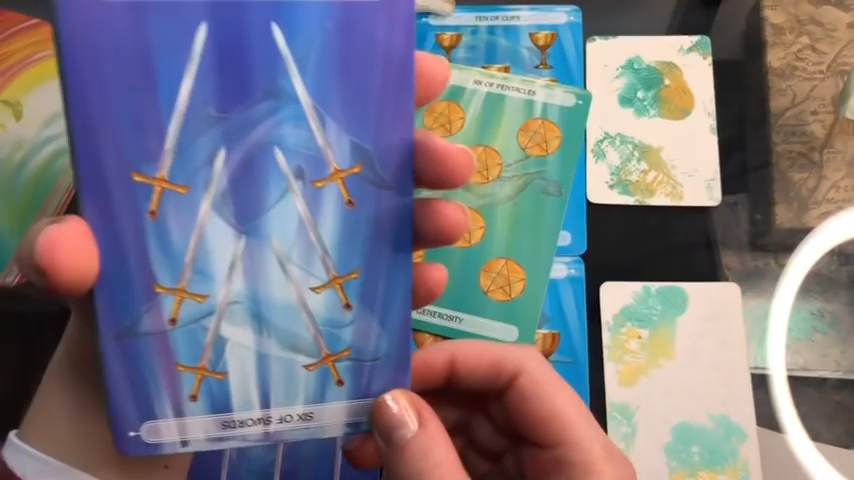 TEN OF CUPS
SIX OF PENTACLES
GENEROSITY
SIX OF SWORDS